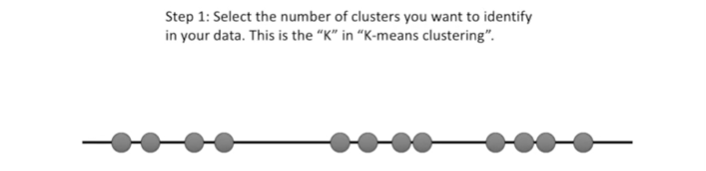 Step 1: Select the number of clusters you want to identify
in your data. This is the “K” in “K-means clustering”.